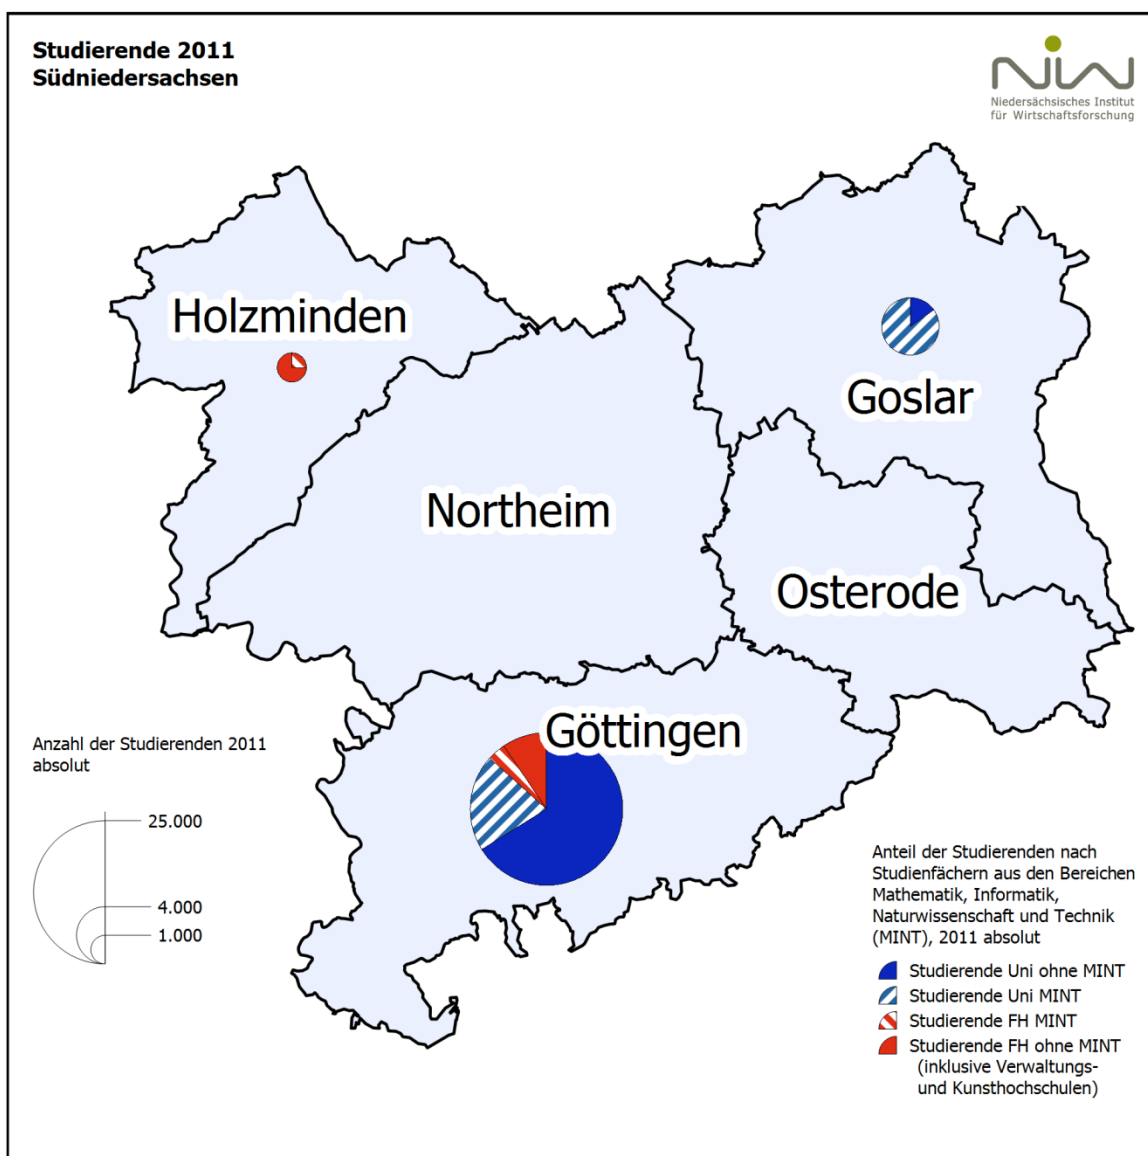 Studierende 2011
Südniedersachsen
NIW
Niedersächsisches Institut
für Wirtschaftsforschung
Holzminden
Goslar
Northeim
Osterode
Göttingen
Anzahl der Studierenden 2011
absolut
25.000
4.000
1.000
Anteil der Studierenden nach
Studienfächern aus den Bereichen
Mathematik, Informatik,
Naturwissenschaft und Technik
(MINT), 2011 absolut
Studierende Uni ohne MINT
Studierende Uni MINT
Studierende FH MINT
Studierende FH ohne MINT
(inklusive Verwaltungs-
und Kunsthochschulen)